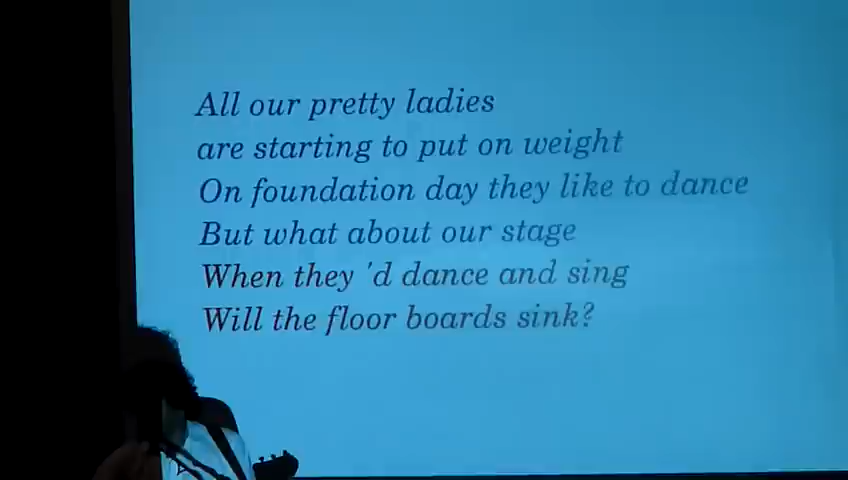 All our pretty ladies
are starting to put on weight
On foundation day they like to dance
But what about our stage
When they 'd dance and sing
Will the floor boards sink?